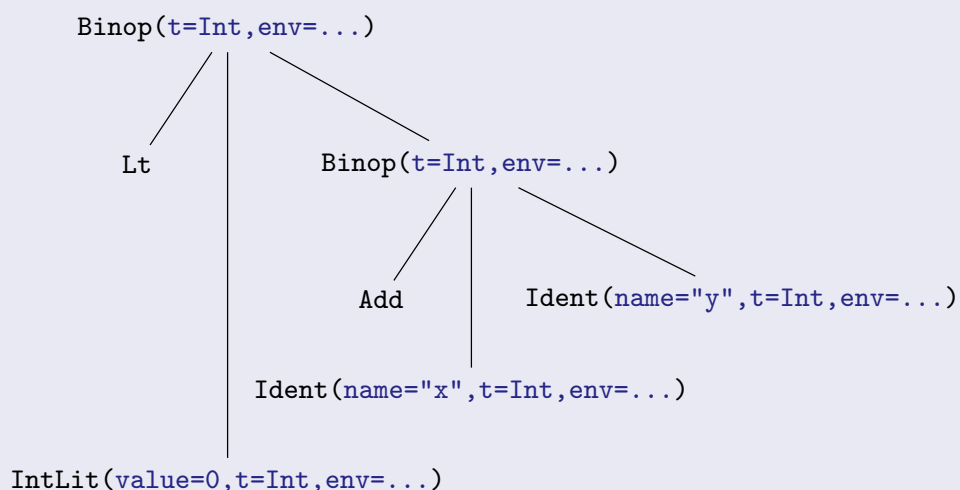 Binop(t=Int,env=...)
Lt
Binop(t=Int,env=...)
Add
Ident(name="y",t=Int,env=...)
Ident(name="x",t=Int,env=...)
IntLit(value=0,t=Int,env=...)